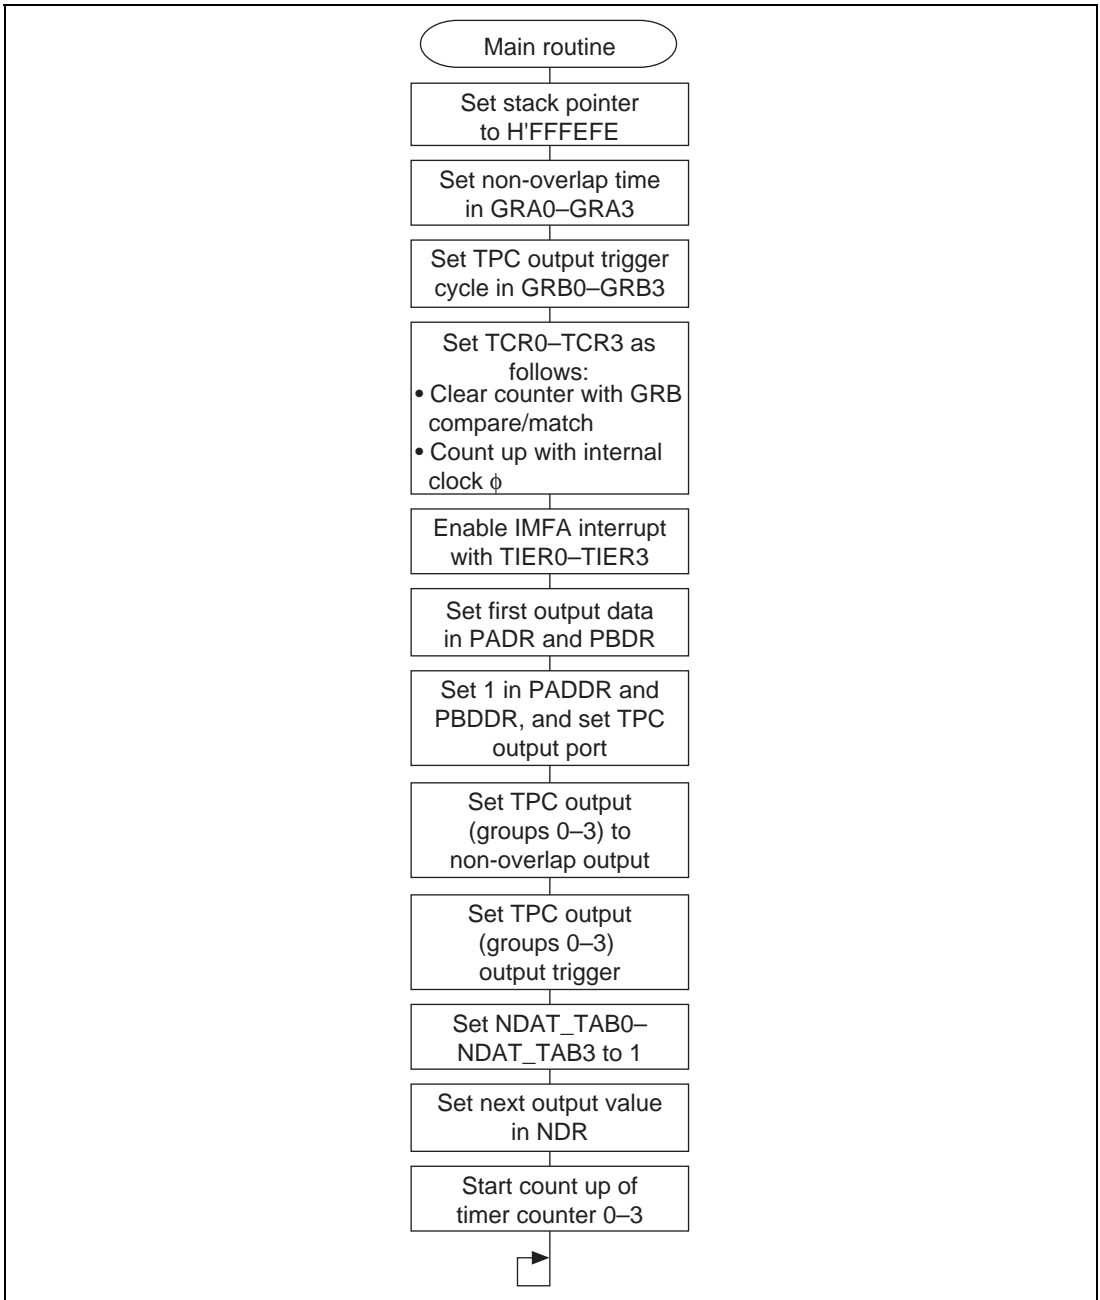 Main routine
Set stack pointer
to H'FFFEFE
Set non-overlap time
in GRA0–GRA3
Set TPC output trigger
cycle in GRB0–GRB3
Set TCR0–TCR3 as
follows:
• Clear counter with GRB
compare/match
• Count up with internal
clock ϕ
Enable IMFA interrupt
with TIER0–TIER3
Set first output data
in PADR and PBDR
Set 1 in PADDR and
PBDDR, and set TPC
output port
Set TPC output
(groups 0–3) to
non-overlap output
Set TPC output
(groups 0–3)
output trigger
Set NDAT_TAB0–
NDAT_TAB3 to 1
Set next output value
in NDR
Start count up of
timer counter 0–3